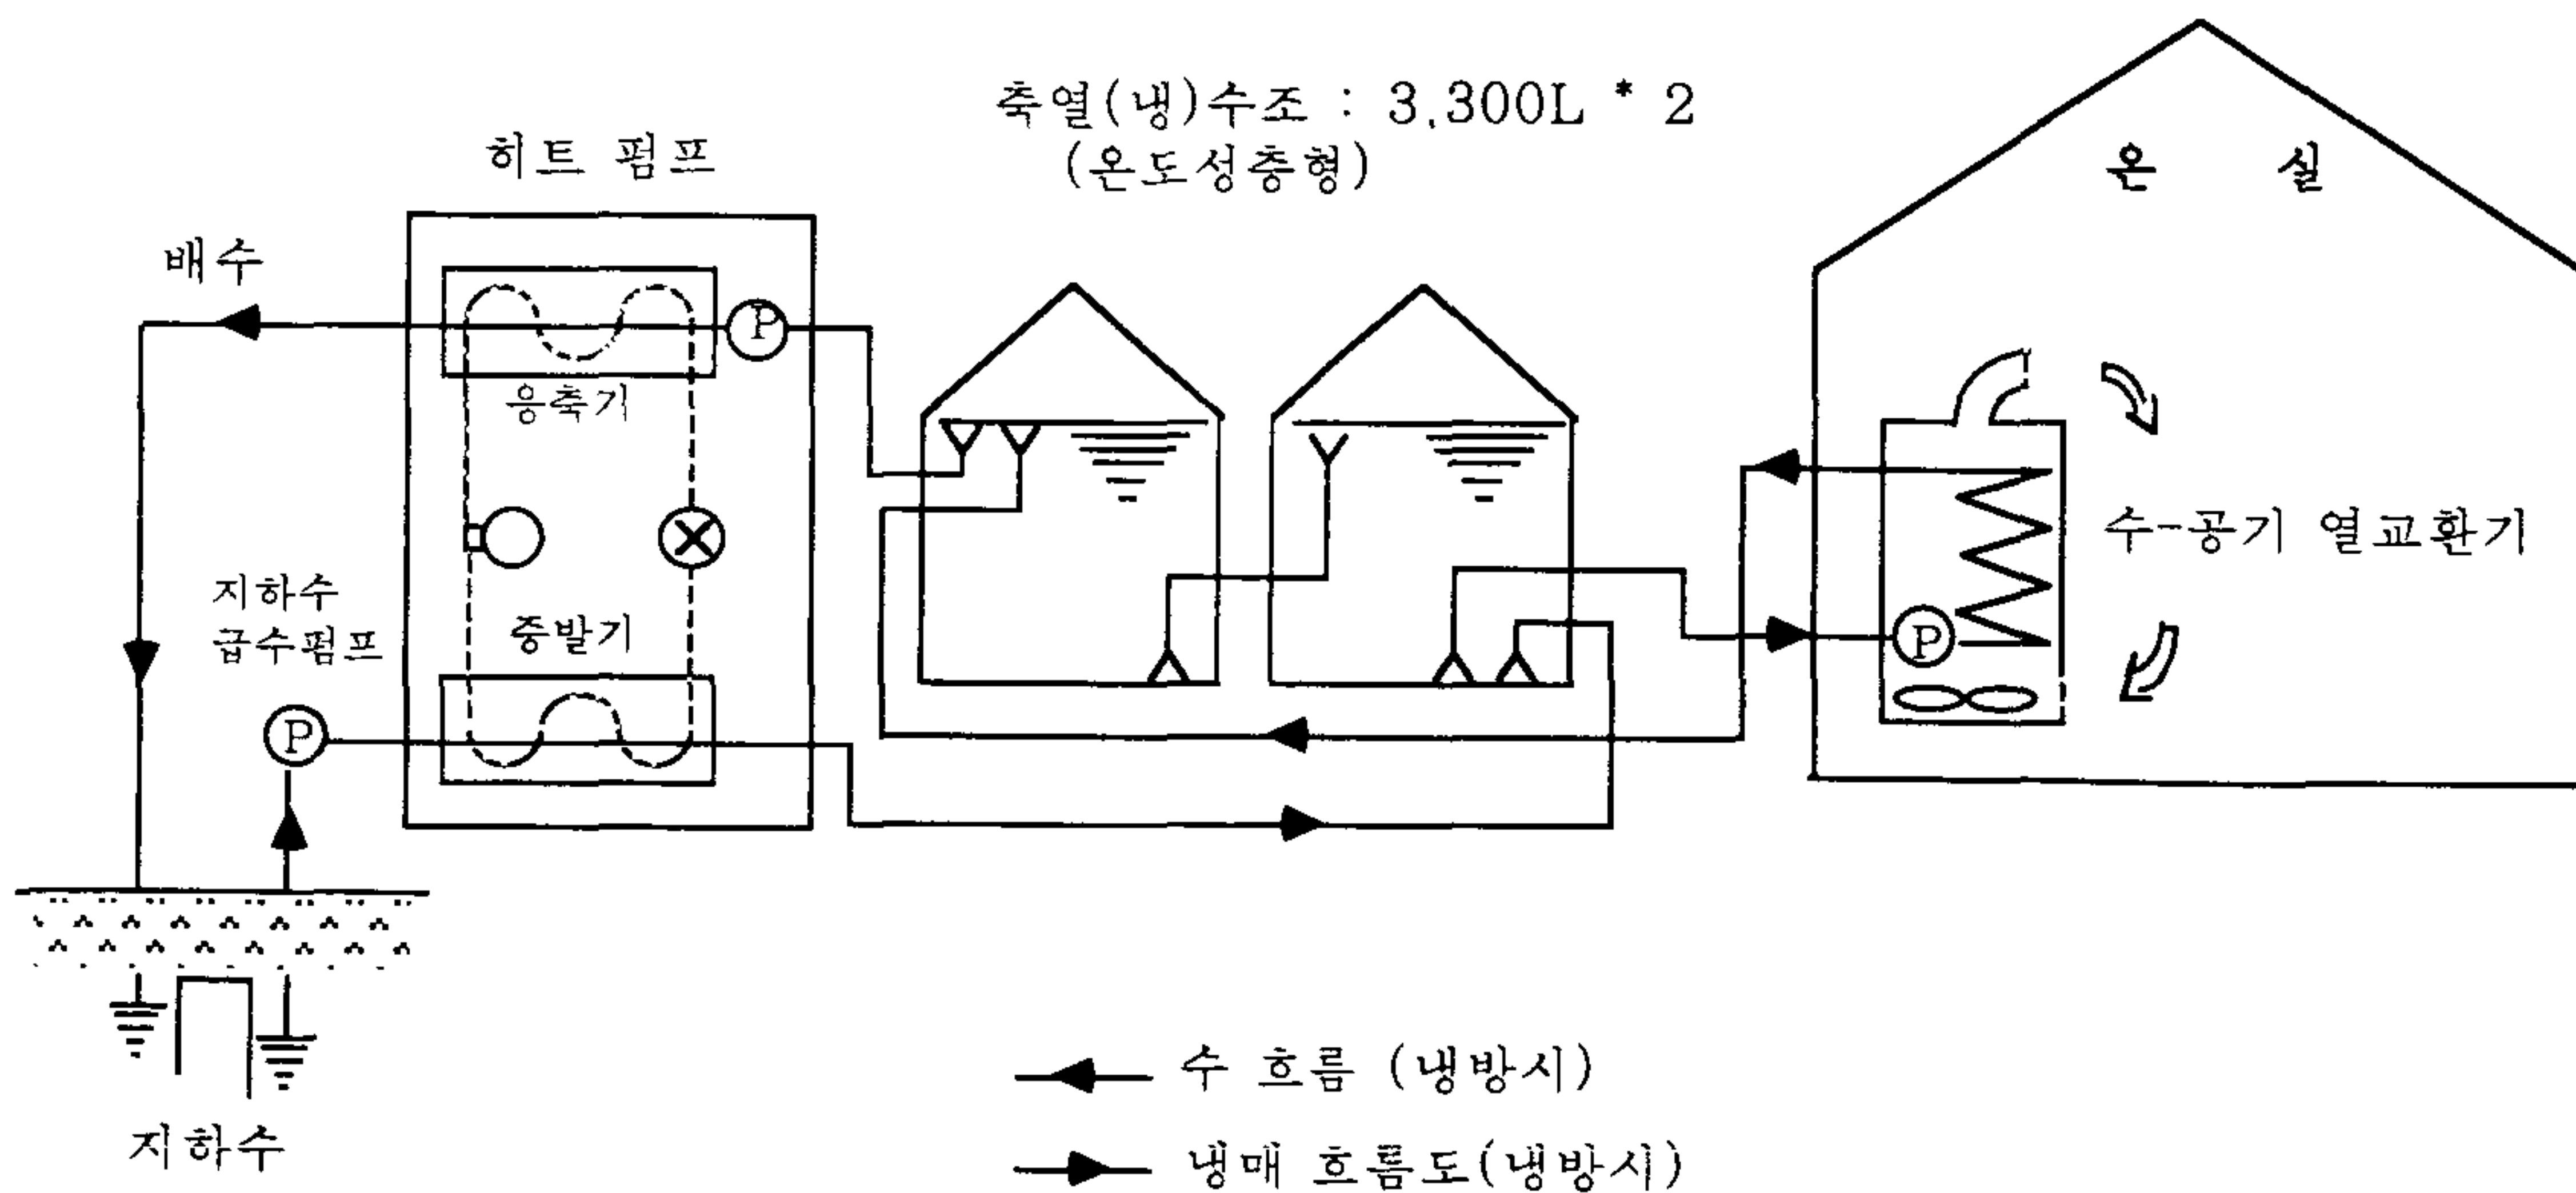 축열(냉)수조 : 3,300L * 2
(온도성층형)
히트 펌프
온 실
배수
P
응축기
수-공기 열교환기
지하수
급수펌프
증발기
P
P
수 흐름 (냉방시)
지하수
냉매 흐름도(냉방시)